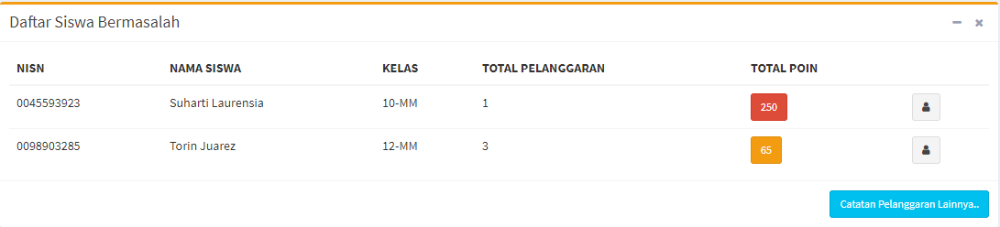 Daftar Siswa Bermasalah
NISN NAMA SISWA KELAS TOTAL PELANGGARAN TOTAL POIN
0045593923 Suharti Laurensia 10-MM 1 250
0098903285 Torin Juarez 12-MM 3 65
Catatan Pelanggaran Lainnya..